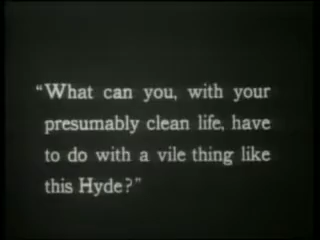 “What can you, with your
presumably clean life, have
to do with a vile thing like
this Hyde?”